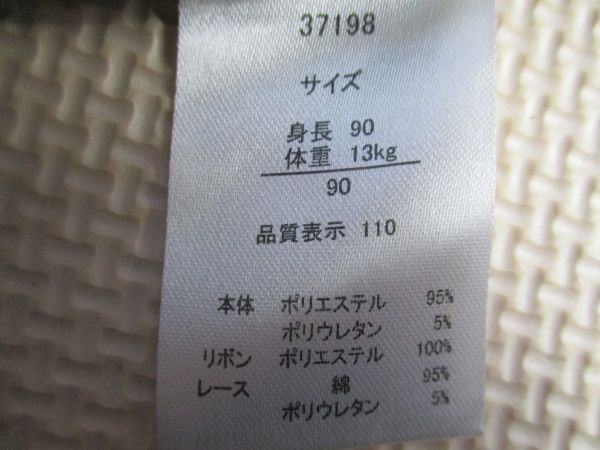 37198
サイズ
身長 90
体重 13kg
90
品質表示 110
本体 ポリエステル 95%
ポリウレタン 5%
リボン ポリエステル 100%
レース 綿 95%
ポリウレタン 5%